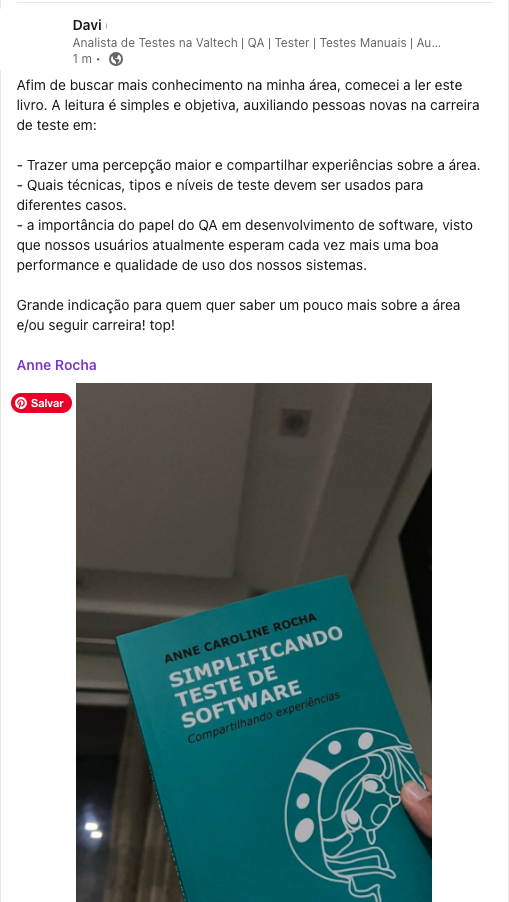 Davi
Analista de Testes na Valtech | QA | Tester | Testes Manuais | Au...
1 m •
Afim de buscar mais conhecimento na minha área, comecei a ler este
livro. A leitura é simples e objetiva, auxiliando pessoas novas na carreira
de teste em:
- Trazer uma percepção maior e compartilhar experiências sobre a área.
- Quais técnicas, tipos e níveis de teste devem ser usados para
diferentes casos.
- a importância do papel do QA em desenvolvimento de software, visto
que nossos usuários atualmente esperam cada vez mais uma boa
performance e qualidade de uso dos nossos sistemas.
Grande indicação para quem quer saber um pouco mais sobre a área
e/ou seguir carreira! top!
Anne Rocha
Salvar
ANNE CAROLINE ROCHA
SIMPLIFICANDO
TESTE DE
SOFTWARE
Compartilhando experiências